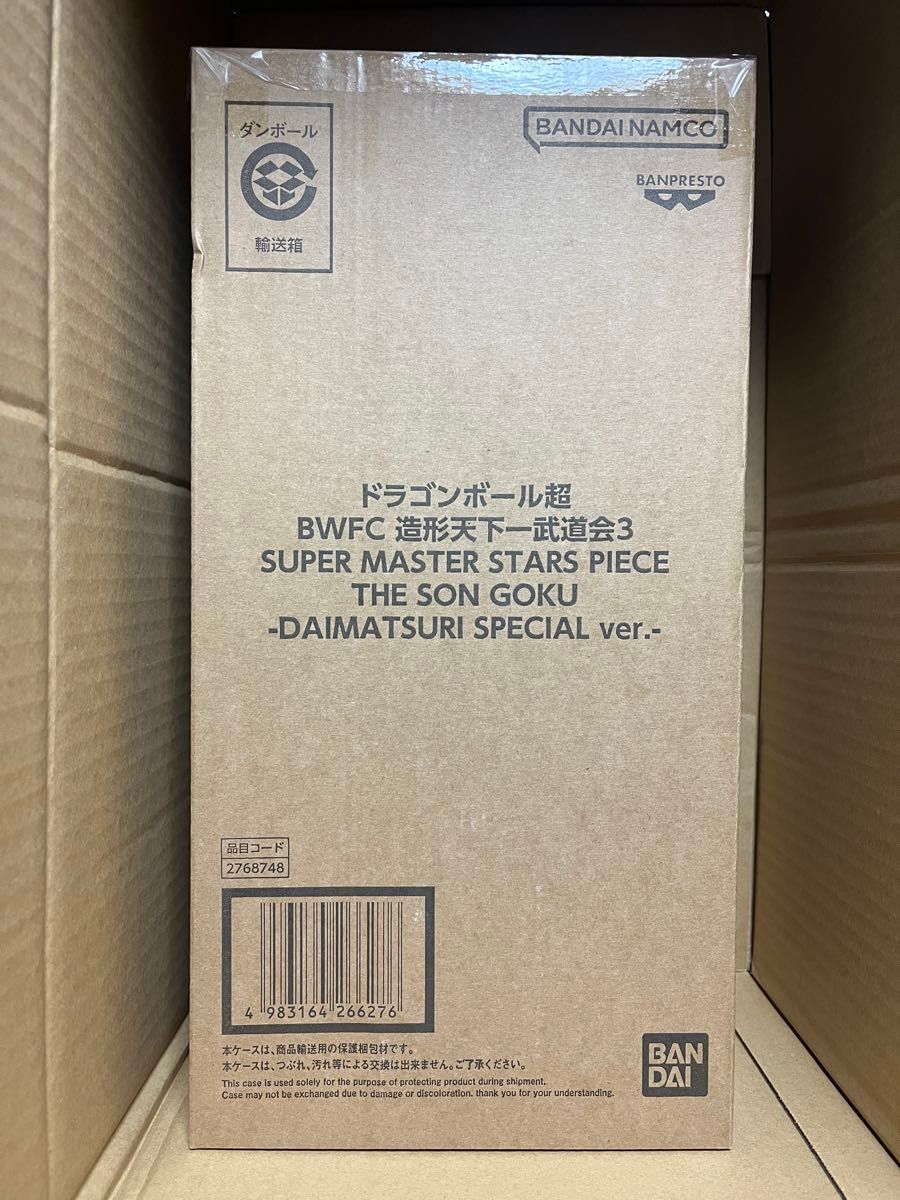 ダンボール
輸送箱
BANDAI NAMCO
BANPRESTO
ドラゴンボール超
BWFC 造形天下一武道会3
SUPER MASTER STARS PIECE
THE SON GOKU
-DAIMATSURI SPECIAL ver.-
品目コード
2768748
4 983164 266276
本ケースは、商品輸送用の保護梱包材です。
本ケースは、つぶれ、汚れ等による交換は出来ません。ご了承ください。
This case is used solely for the purpose of protecting product during shipment.
Case may not be exchanged due to damage or discoloration. thank you for your understanding.
BAN
DAI